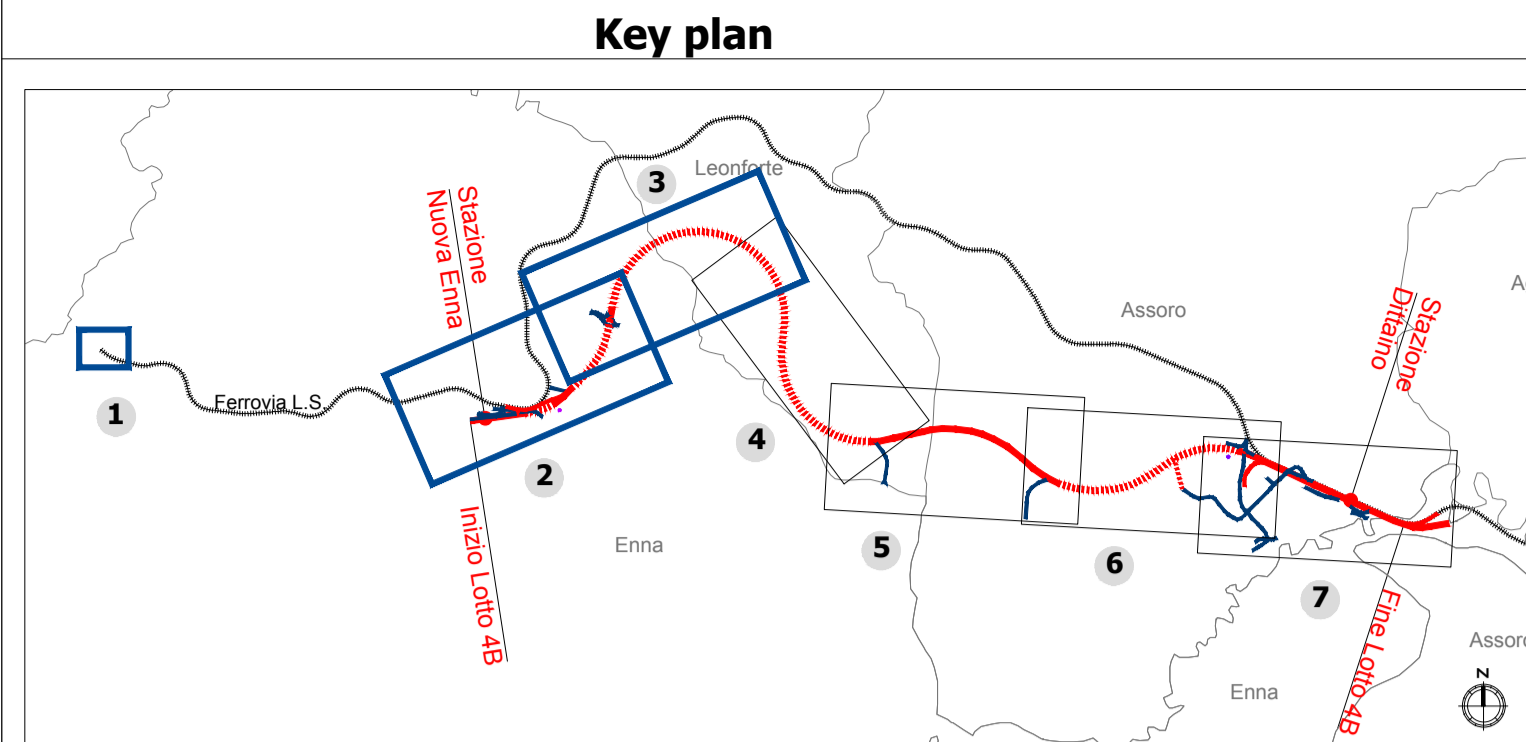 Key plan
Leonforte
3
Stazione
Nuova Enna
Assoro
Stazione
Dittaino
1
Ferrovia L.S.
4
2
Inizio Lotto 4B
Enna
5
6
7
Fine Lotto 4B
Assoro
Enna
N